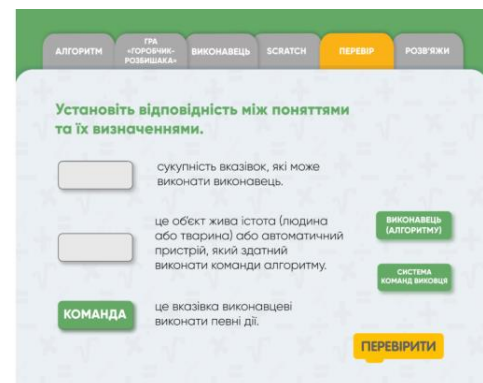 АЛГОРИТМ
ГРА
«ГОРОБЧИК-
РОЗБИШАКА»
ВИКОНАВЕЦЬ
SCRATCH
ПЕРЕВІР
РОЗВ'ЯЖИ
Установіть відповідність між поняттями
та їх визначеннями.
сукупність вказівок, які може
виконати виконавець.
це об'єкт жива істота (людина
або тварина) або автоматичний
пристрій, який здатний
виконати команди алгоритму.
ВИКОНАВЕЦЬ
(АЛГОРИТМУ)
СИСТЕМА
КОМАНД ВИКОВЦЯ
КОМАНДА
це вказівка виконавцеві
виконати певні дії.
ПЕРЕВІРИТИ